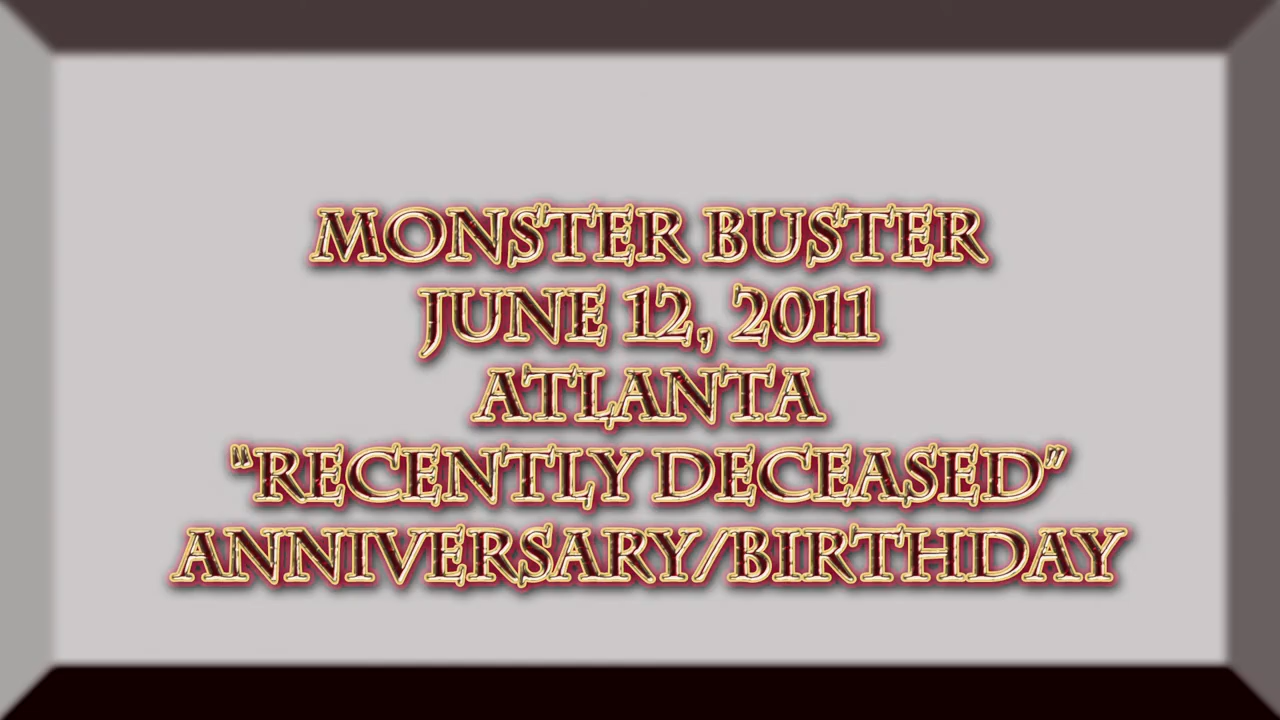 MONSTER BUSTER
JUNE 12, 2011
ATLANTA
“RECENTLY DECEASED”
ANNIVERSARY/BIRTHDAY